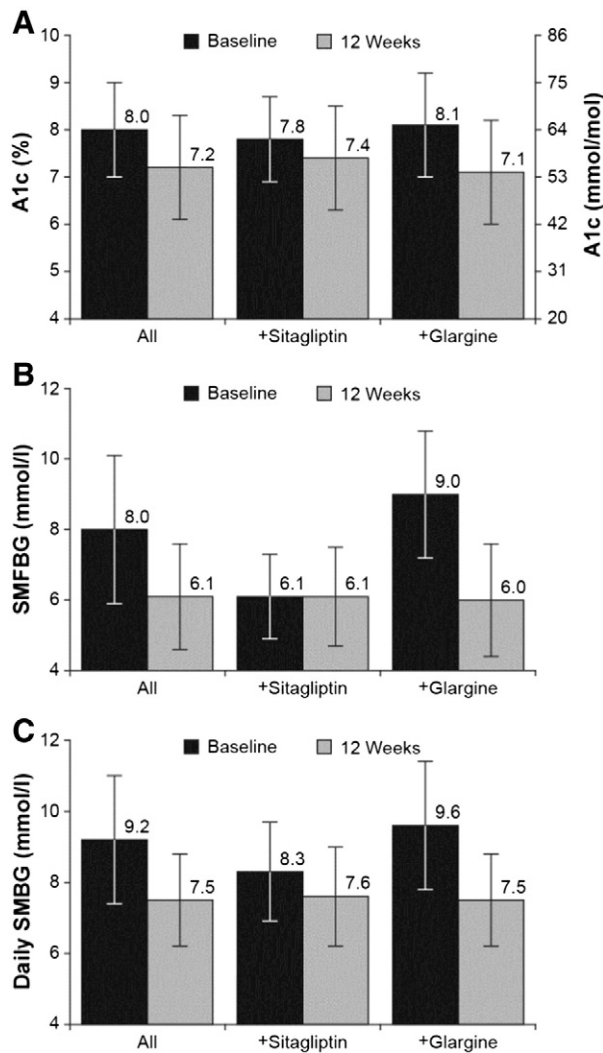 A
Baseline 12 Weeks
10
9
8
7
6
5
4
A1c (%)
86
75
64
53
42
31
20
A1c (mmol/mol)
8.0 7.2 7.8 7.4 8.1 7.1
All +Sitagliptin +Glargine
B
Baseline 12 Weeks
12
10
8
6
4
SMFBG (mmol/l)
8.0 6.1 6.1 6.1 9.0 6.0
All +Sitagliptin +Glargine
C
Baseline 12 Weeks
12
10
8
6
4
Daily SMBG (mmol/l)
9.2 7.5 8.3 7.6 9.6 7.5
All +Sitagliptin +Glargine